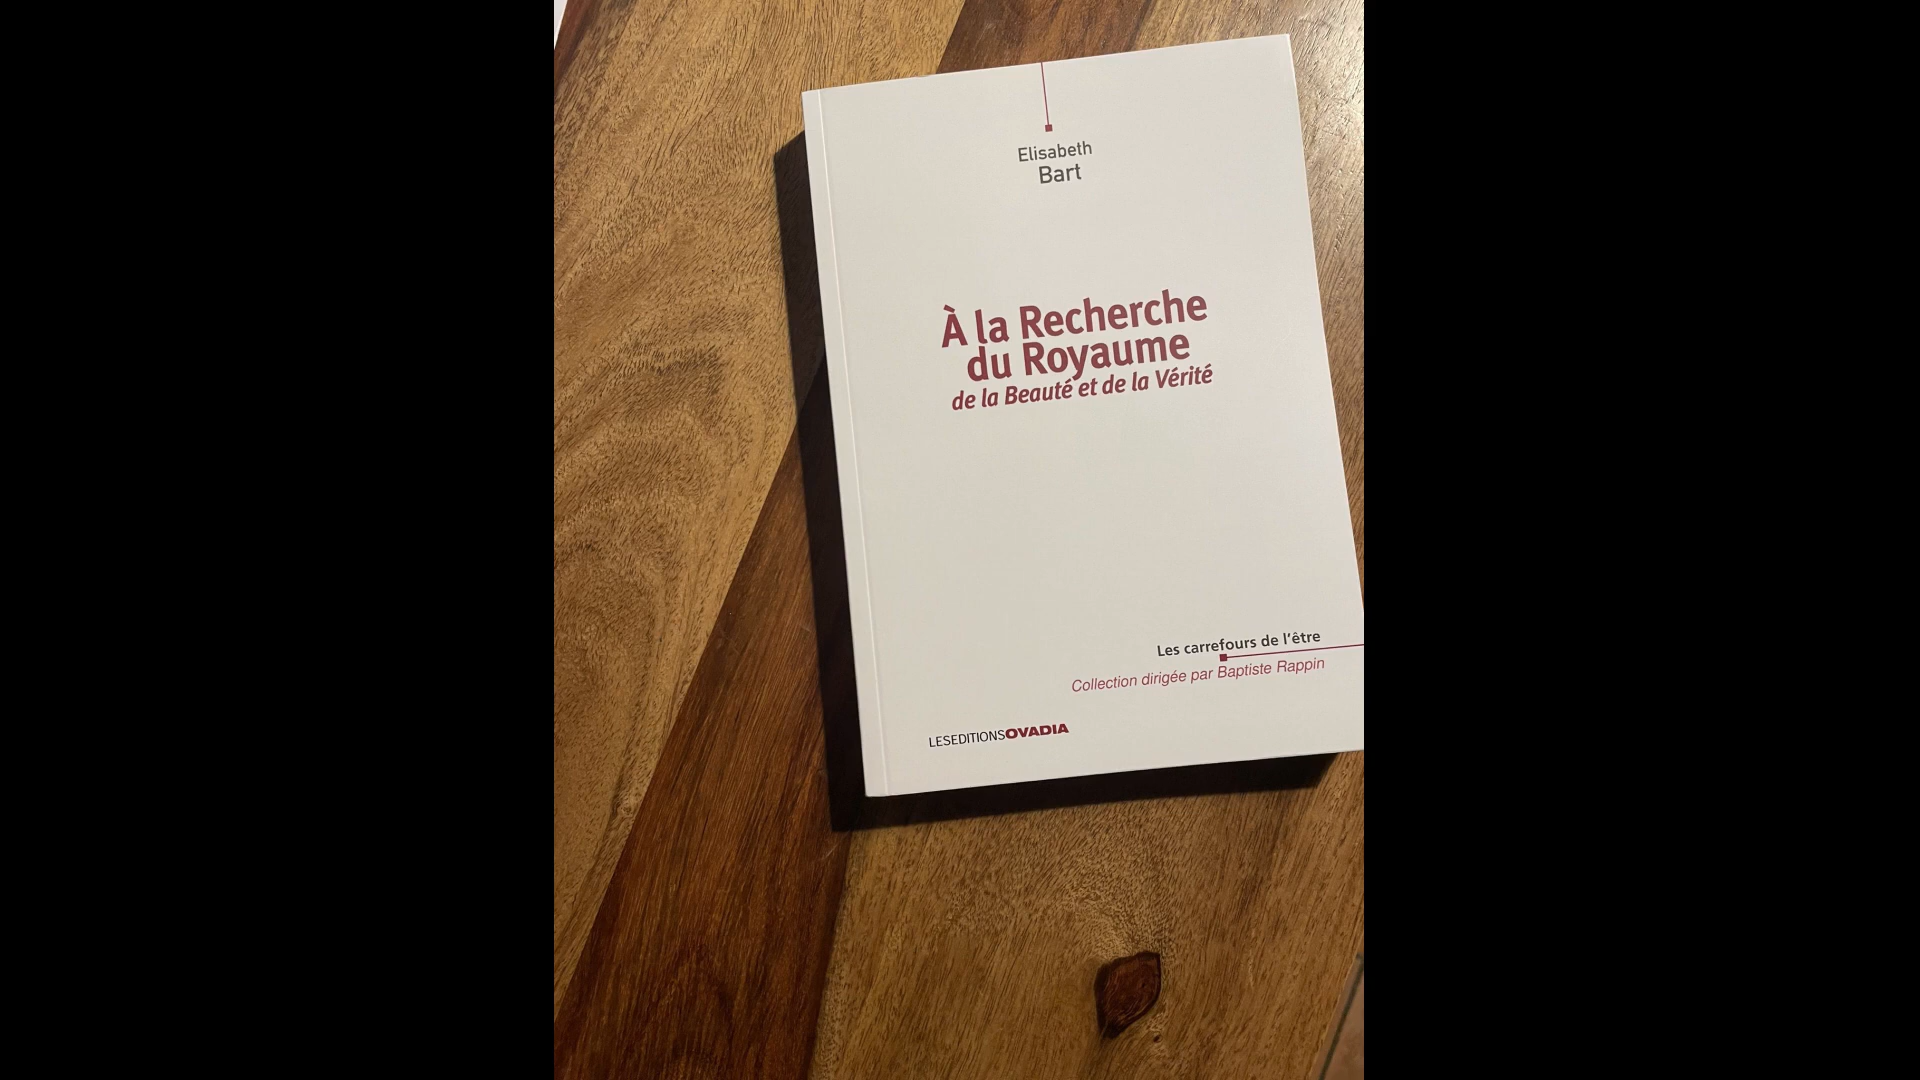 Elisabeth
Bart
À la Recherche
du Royaume
de la Beauté et de la Vérité
Les carrefours de l'être
Collection dirigée par Baptiste Rappin
LESEDITIONSOVADIA